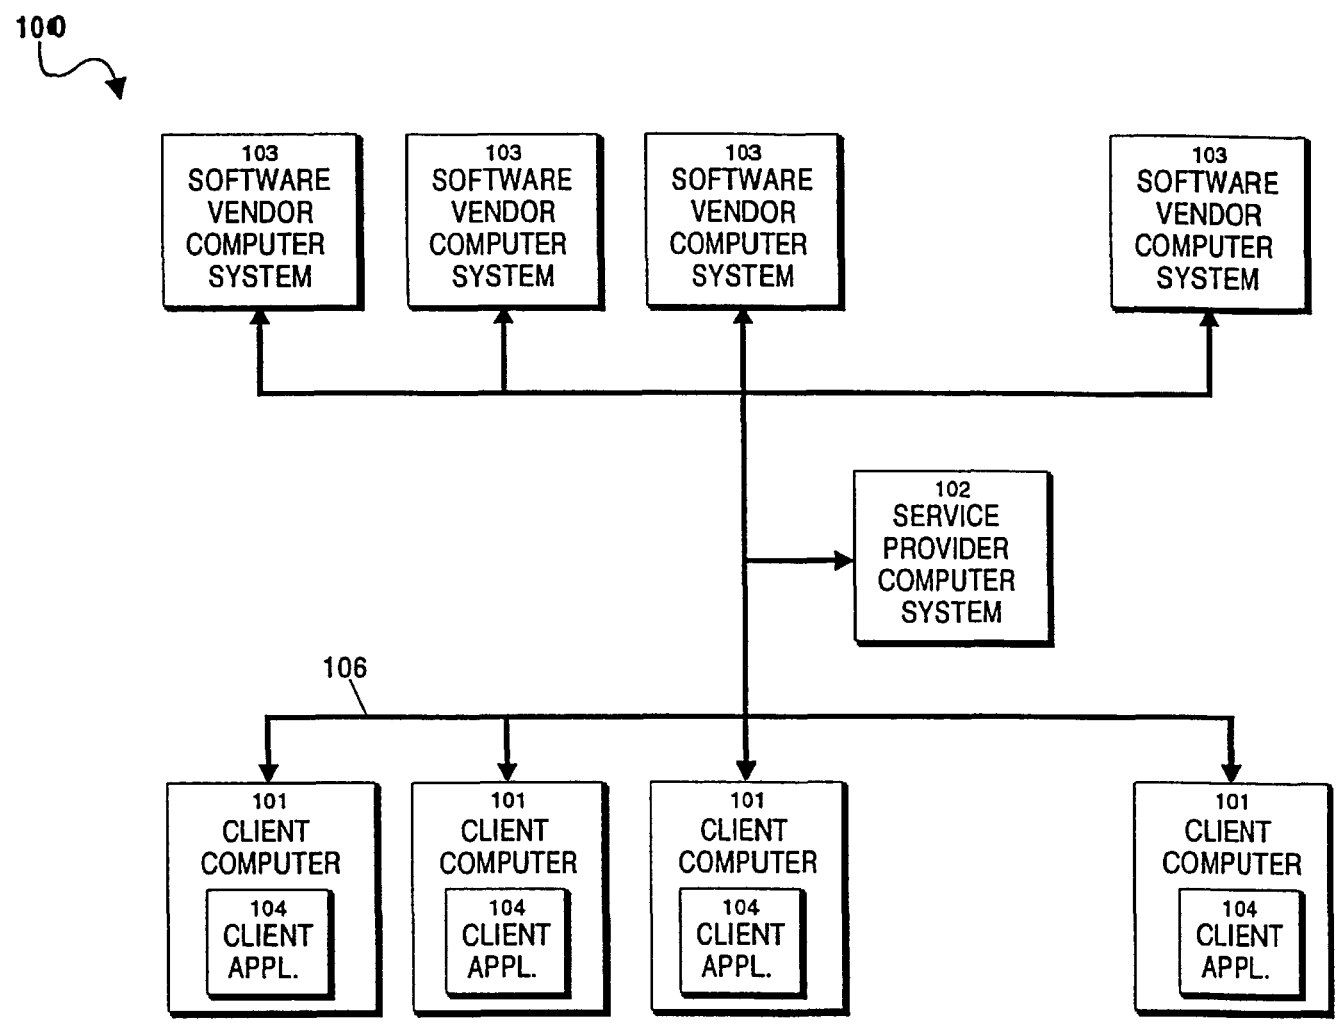 100
103
SOFTWARE
VENDOR
COMPUTER
SYSTEM
103
SOFTWARE
VENDOR
COMPUTER
SYSTEM
103
SOFTWARE
VENDOR
COMPUTER
SYSTEM
103
SOFTWARE
VENDOR
COMPUTER
SYSTEM
102
SERVICE
PROVIDER
COMPUTER
SYSTEM
106
101
CLIENT
COMPUTER
104
CLIENT
APPL.
101
CLIENT
COMPUTER
104
CLIENT
APPL.
101
CLIENT
COMPUTER
104
CLIENT
APPL.
101
CLIENT
COMPUTER
104
CLIENT
APPL.